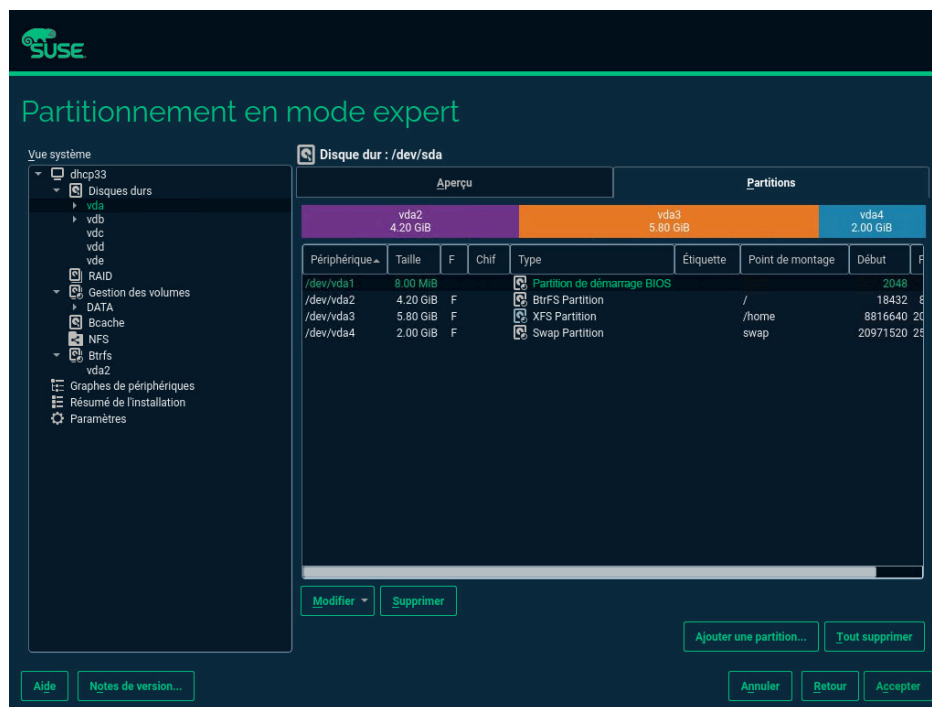 SUSE
Partitionnement en mode expert
Vue système
dhcp33
Disques durs
vda
vdb
vdc
vdd
vde
RAID
Gestion des volumes
DATA
Bcache
NFS
Btrfs
vda2
Graphes de périphériques
Résumé de l'installation
Paramètres
Disque dur : /dev/sda
Aperçu Partitions
vda2 vda3 vda4
4.20 GiB 5.80 GiB 2.00 GiB
Périphérique Taille F Chif Type Étiquette Point de montage Début F
/dev/vda1 8.00 MiB Partition de démarrage BIOS 2048
/dev/vda2 4.20 GiB F BtrFS Partition / 18432 8
/dev/vda3 5.80 GiB F XFS Partition /home 8816640 20
/dev/vda4 2.00 GiB F Swap Partition swap 20971520 25
Modifier Supprimer
Ajouter une partition... Tout supprimer
Aide Notes de version... Annuler Retour Accepter